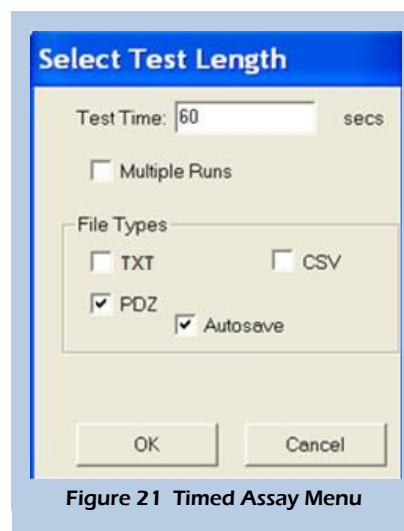 Select Test Length
Test Time: 60 secs
Multiple Runs
File Types
TXT CSV
PDZ
Autosave
OK Cancel
Figure 21 Timed Assay Menu